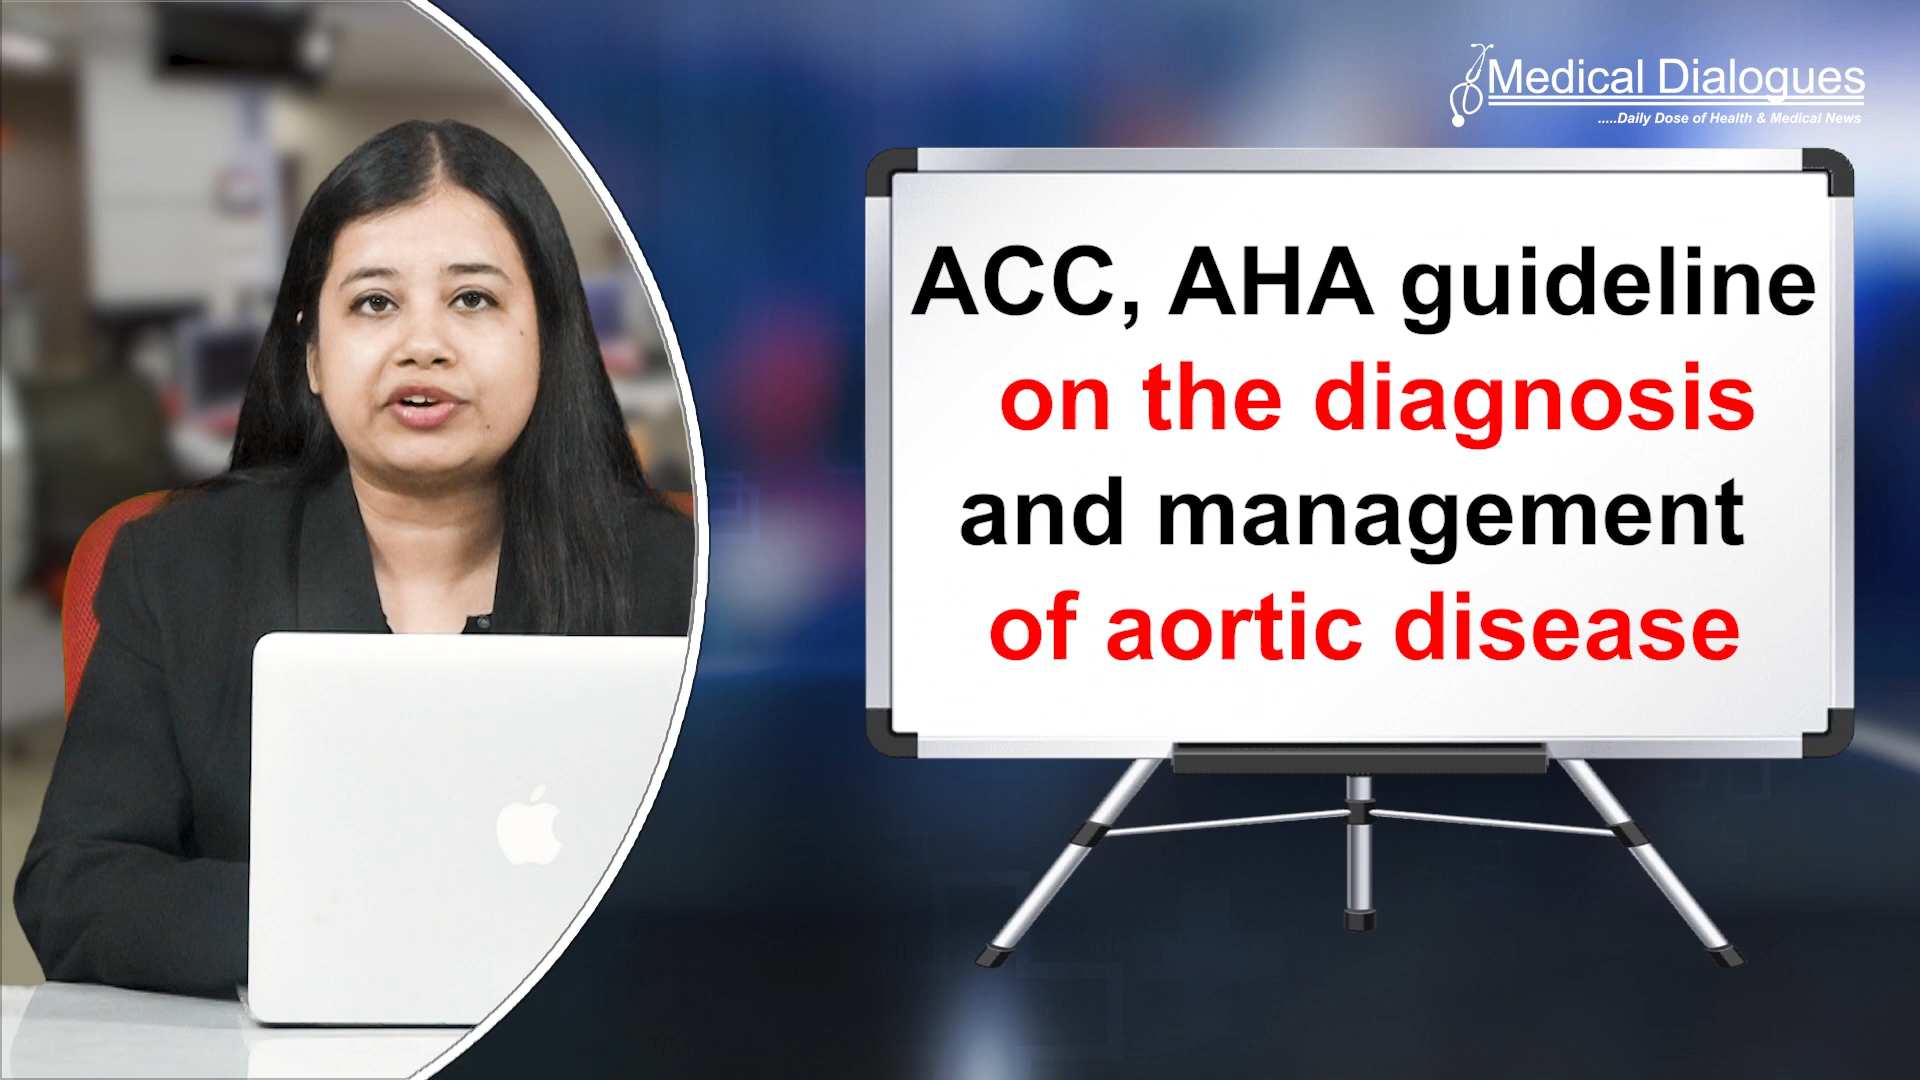 Medical Dialogues
.....Daily Dose of Health & Medical News
ACC, AHA guideline
on the diagnosis
and management
of aortic disease